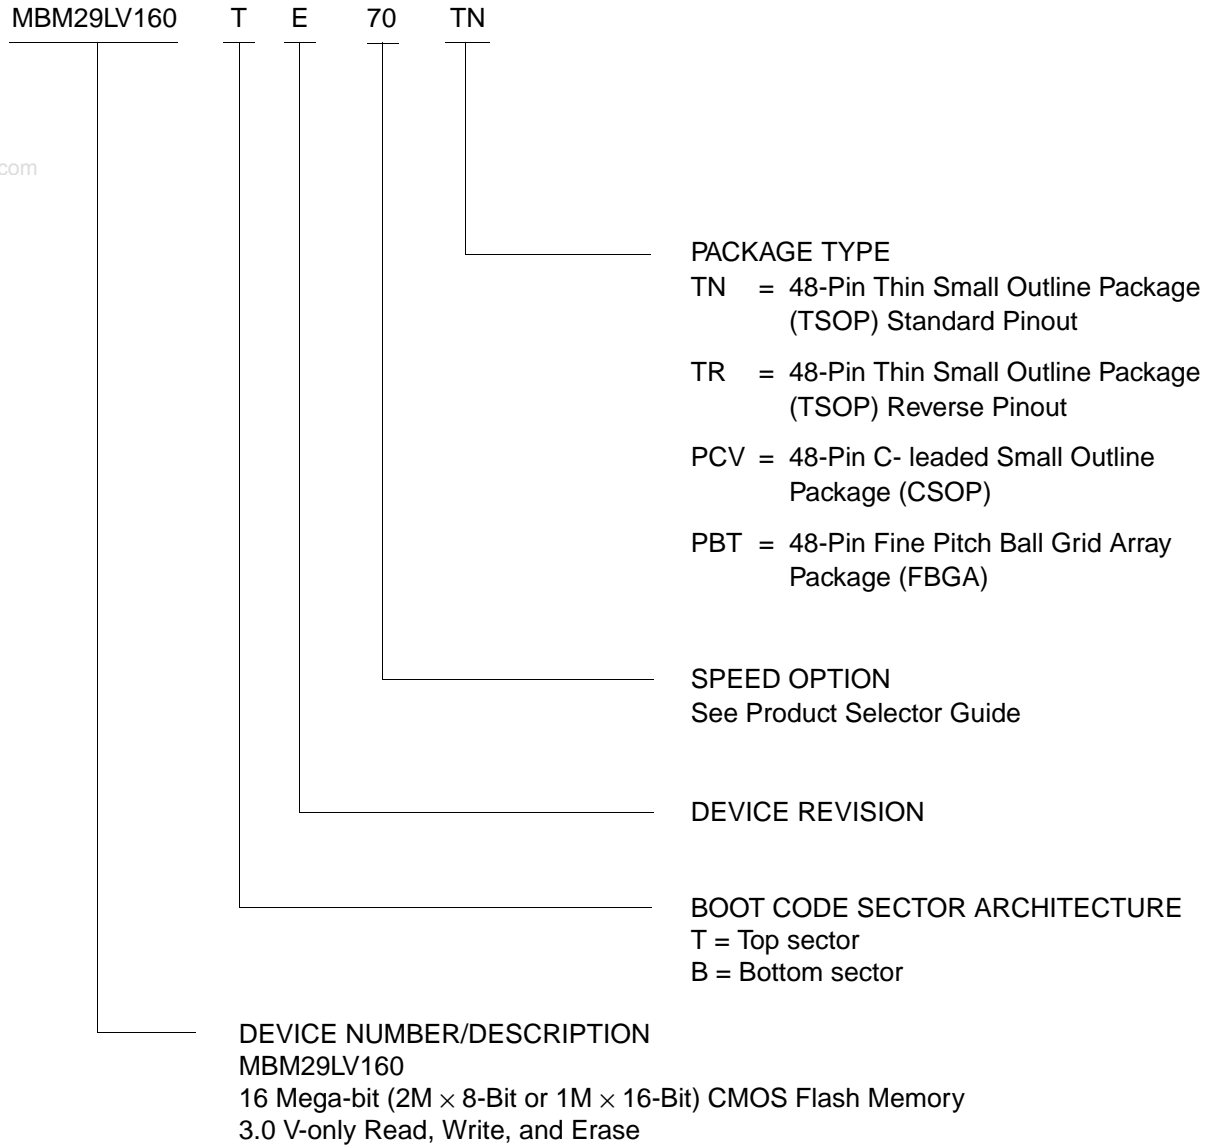 MBM29LV160 T E 70 TN
.com
PACKAGE TYPE
TN = 48-Pin Thin Small Outline Package
(TSOP) Standard Pinout
TR = 48-Pin Thin Small Outline Package
(TSOP) Reverse Pinout
PCV = 48-Pin C- leaded Small Outline
Package (CSOP)
PBT = 48-Pin Fine Pitch Ball Grid Array
Package (FBGA)
SPEED OPTION
See Product Selector Guide
DEVICE REVISION
BOOT CODE SECTOR ARCHITECTURE
T = Top sector
B = Bottom sector
DEVICE NUMBER/DESCRIPTION
MBM29LV160
16 Mega-bit (2M × 8-Bit or 1M × 16-Bit) CMOS Flash Memory
3.0 V-only Read, Write, and Erase